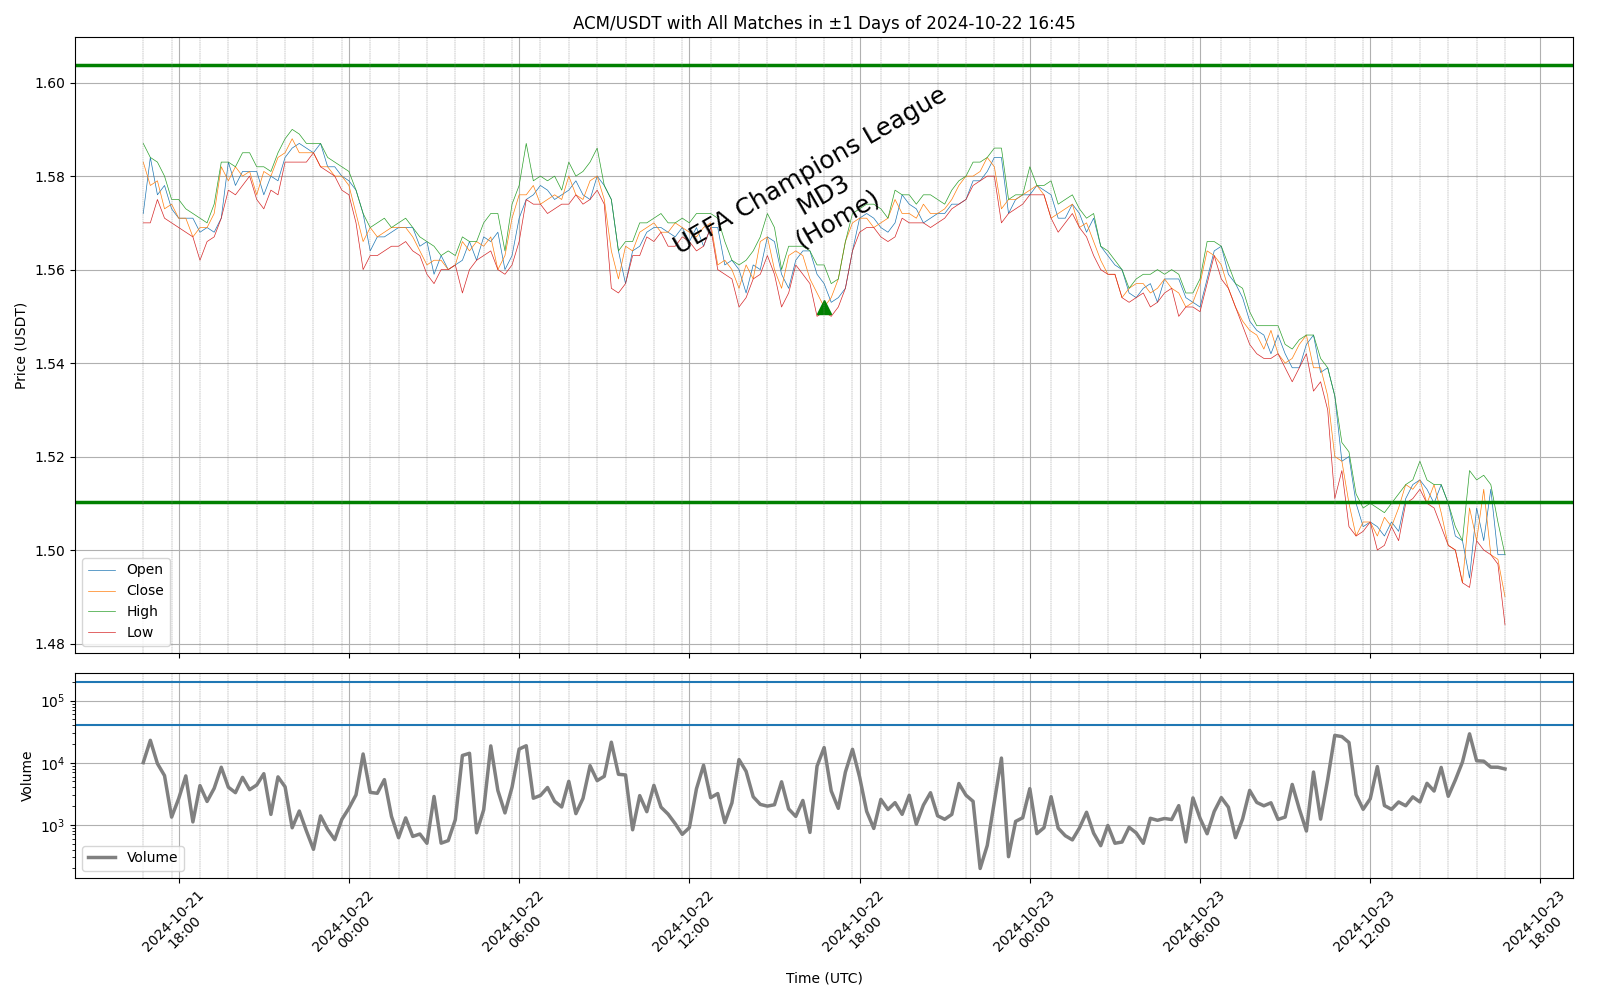 ACM/USDT with All Matches in ±1 Days of 2024-10-22 16:45
Price (USDT)
1.60
1.58
1.56
1.54
1.52
1.50
1.48
UEFA Champions League
MD3
(Home)
Open
Close
High
Low
Volume
10^5
10^4
10^3
Volume
2024-10-21
18:00
2024-10-22
00:00
2024-10-22
06:00
2024-10-22
12:00
2024-10-22
18:00
2024-10-23
00:00
2024-10-23
06:00
2024-10-23
12:00
2024-10-23
18:00
Time (UTC)